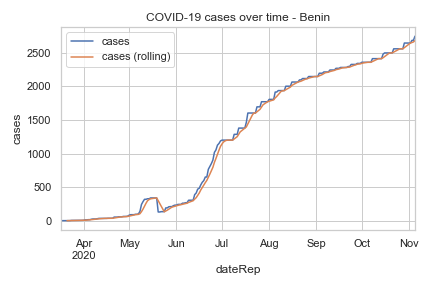 COVID-19 cases over time - Benin
cases
cases (rolling)
2500
2000
1500
1000
500
0
cases
Apr May Jun Jul Aug Sep Oct Nov
2020
dateRep